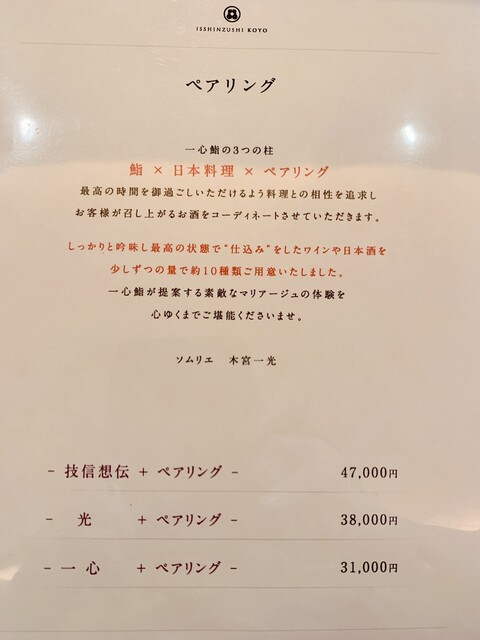 ISSHINZUSHI KOYO
ペアリング
一心鮨の3つの柱
鮨 × 日本料理 × ペアリング
最高の時間を御過ごしいただけるよう料理との相性を追求し
お客様が召し上がるお酒をコーディネートさせていただきます。
しっかりと吟味し最高の状態で"仕込み"をしたワインや日本酒を
少しずつの量で約10種類ご用意いたしました。
一心鮨が提案する素敵なマリアージュの体験を
心ゆくまでご堪能くださいませ。
ソムリエ 木宮一光
- 技信想伝 + ペアリング - 47,000円
- 光 + ペアリング - 38,000円
- 一心 + ペアリング - 31,000円